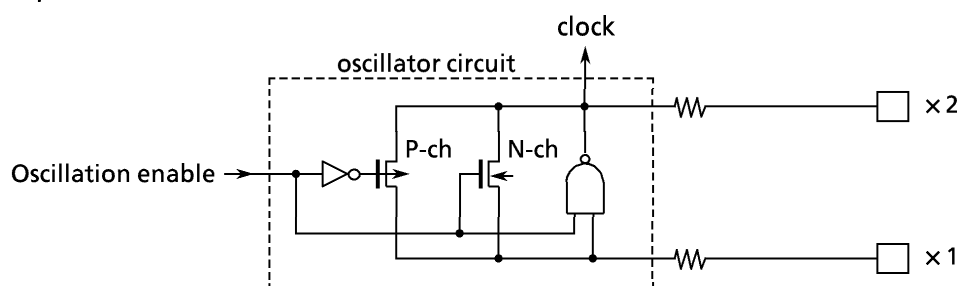 clock
oscillator circuit
×2
P-ch
N-ch
Oscillation enable
×1